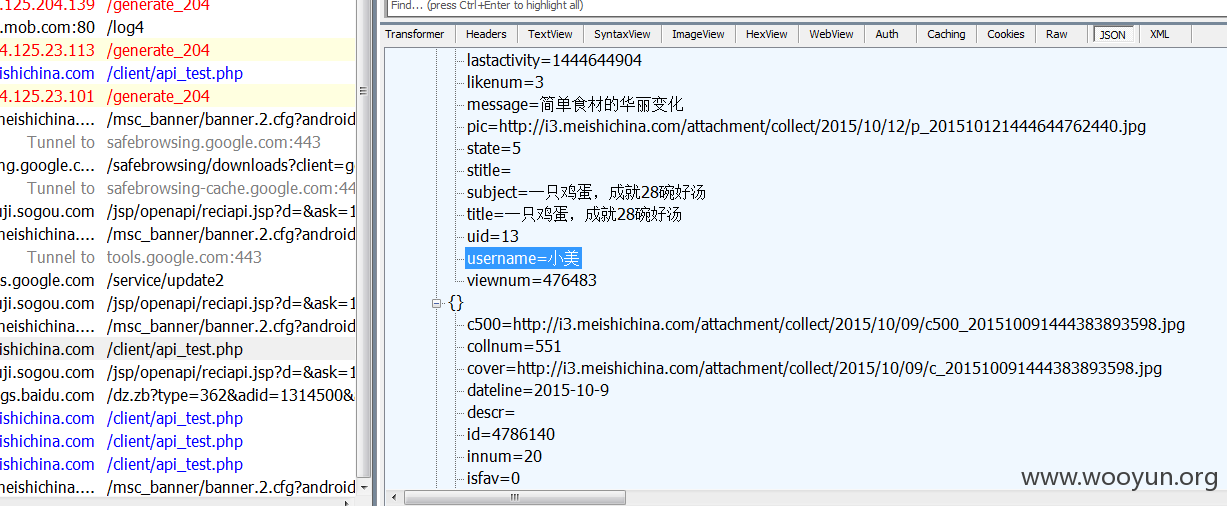 5.125.204.139 /generate_204
.mob.com:80 /log4
4.125.23.113 /generate_204
ishichina.com /client/api_test.php
4.125.23.101 /generate_204
neishichina.... /msc_banner/banner.2.cfg?android
Tunnel to safebrowsing.google.com:443
ng.google.c... /safebrowsing/downloads?client=g
Tunnel to safebrowsing-cache.google.com:44
uji.sogou.com /jsp/openapi/reciapi.jsp?d=&ask=1
neishichina.... /msc_banner/banner.2.cfg?android
Tunnel to tools.google.com:443
s.google.com /service/update2
uji.sogou.com /jsp/openapi/reciapi.jsp?d=&ask=1
neishichina.... /msc_banner/banner.2.cfg?android
ishichina.com /client/api_test.php
uji.sogou.com /jsp/openapi/reciapi.jsp?d=&ask=1
gs.baidu.com /dz.zb?type=362&adid=1314500&
ishichina.com /client/api_test.php
ishichina.com /client/api_test.php
ishichina.com /client/api_test.php
neishichina.... /msc_banner/banner.2.cfg?android
Find... (press Ctrl+Enter to highlight all)
Transformer Headers TextView SyntaxView ImageView HexView WebView Auth Caching Cookies Raw JSON XML
lastactivity=1444644904
likenum=3
message=简单食材的华丽变化
pic=http://i3.meishichina.com/attachment/collect/2015/10/12/p_201510121444644762440.jpg
state=5
stitle=
subject=一只鸡蛋，成就28碗好汤
title=一只鸡蛋，成就28碗好汤
uid=13
username=小美
viewnum=476483
{}
c500=http://i3.meishichina.com/attachment/collect/2015/10/09/c500_201510091444383893598.jpg
collnum=551
cover=http://i3.meishichina.com/attachment/collect/2015/10/09/c_201510091444383893598.jpg
dateline=2015-10-9
descr=
id=4786140
innum=20
isfav=0
www.wooyun.org